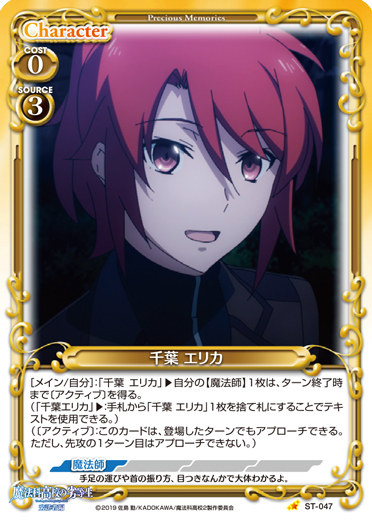 Precious Memories
Character
COST
0
SOURCE
3
千葉 エリカ
[メイン/自分]:「千葉 エリカ」▶自分の【魔法師】1枚は、ターン終了時
まで〔アクティブ〕を得る。
(「千葉エリカ」▶手札から「千葉 エリカ」1枚を捨て札にすることでテキ
ストを使用できる。)
(〔アクティブ〕:このカードは、登場したターンでもアプローチできる。
ただし、先攻の1ターン目はアプローチできない。)
魔法師
手足の運びや首の振り方、目つきなんかで大体わかるよ。
魔法科高校の劣等生
来訪者編
©2019 佐島 勤/KADOKAWA/魔法科高校2製作委員会
ST-047